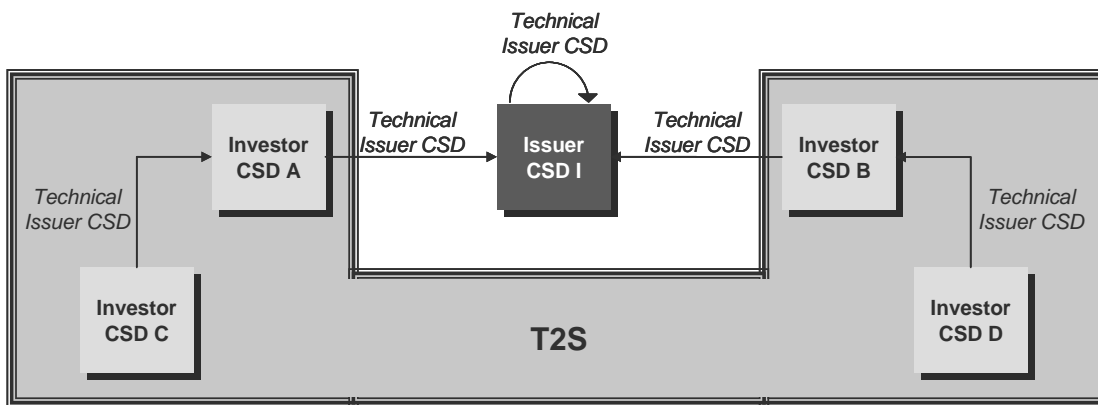 Technical
Issuer CSD
Technical
Issuer CSD
Technical
Issuer CSD
Investor
CSD A
Issuer
CSD I
Investor
CSD B
Technical
Issuer CSD
Technical
Issuer CSD
Investor
CSD C
Investor
CSD D
T2S